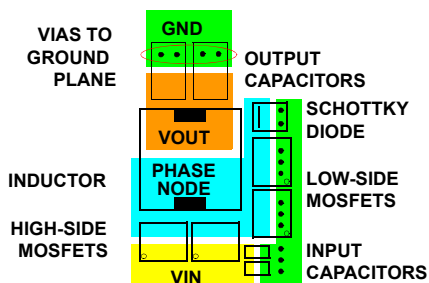 VIAS TO
GROUND
PLANE
GND
OUTPUT
CAPACITORS
SCHOTTKY
DIODE
VOUT
INDUCTOR
PHASE
NODE
LOW-SIDE
MOSFETS
HIGH-SIDE
MOSFETS
INPUT
CAPACITORS
VIN